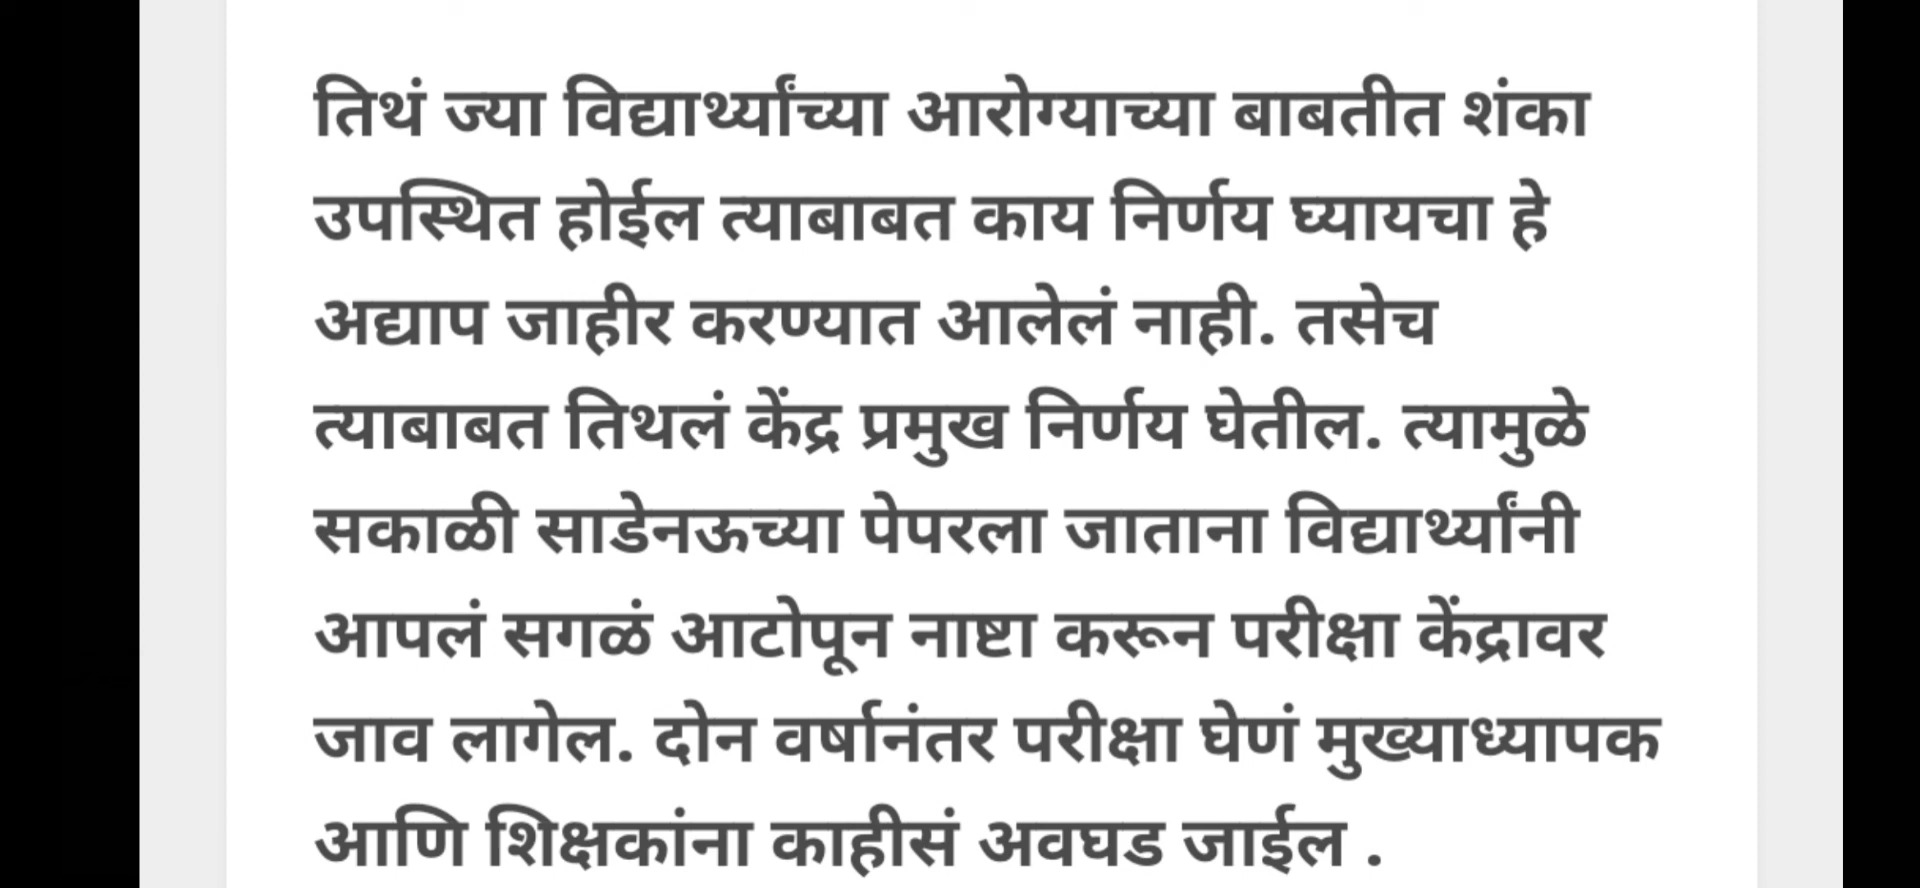 तिथं ज्या विद्यार्थ्यांच्या आरोग्याच्या बाबतीत शंका
उपस्थित होईल त्याबाबत काय निर्णय घ्यायचा हे
अद्याप जाहीर करण्यात आलेलं नाही. तसेच
त्याबाबत तिथलं केंद्र प्रमुख निर्णय घेतील. त्यामुळे
सकाळी साडेनऊच्या पेपरला जाताना विद्यार्थ्यांनी
आपलं सगळं आटोपून नाष्टा करून परीक्षा केंद्रावर
जाव लागेल. दोन वर्षानंतर परीक्षा घेणं मुख्याध्यापक
आणि शिक्षकांना काहीसं अवघड जाईल .